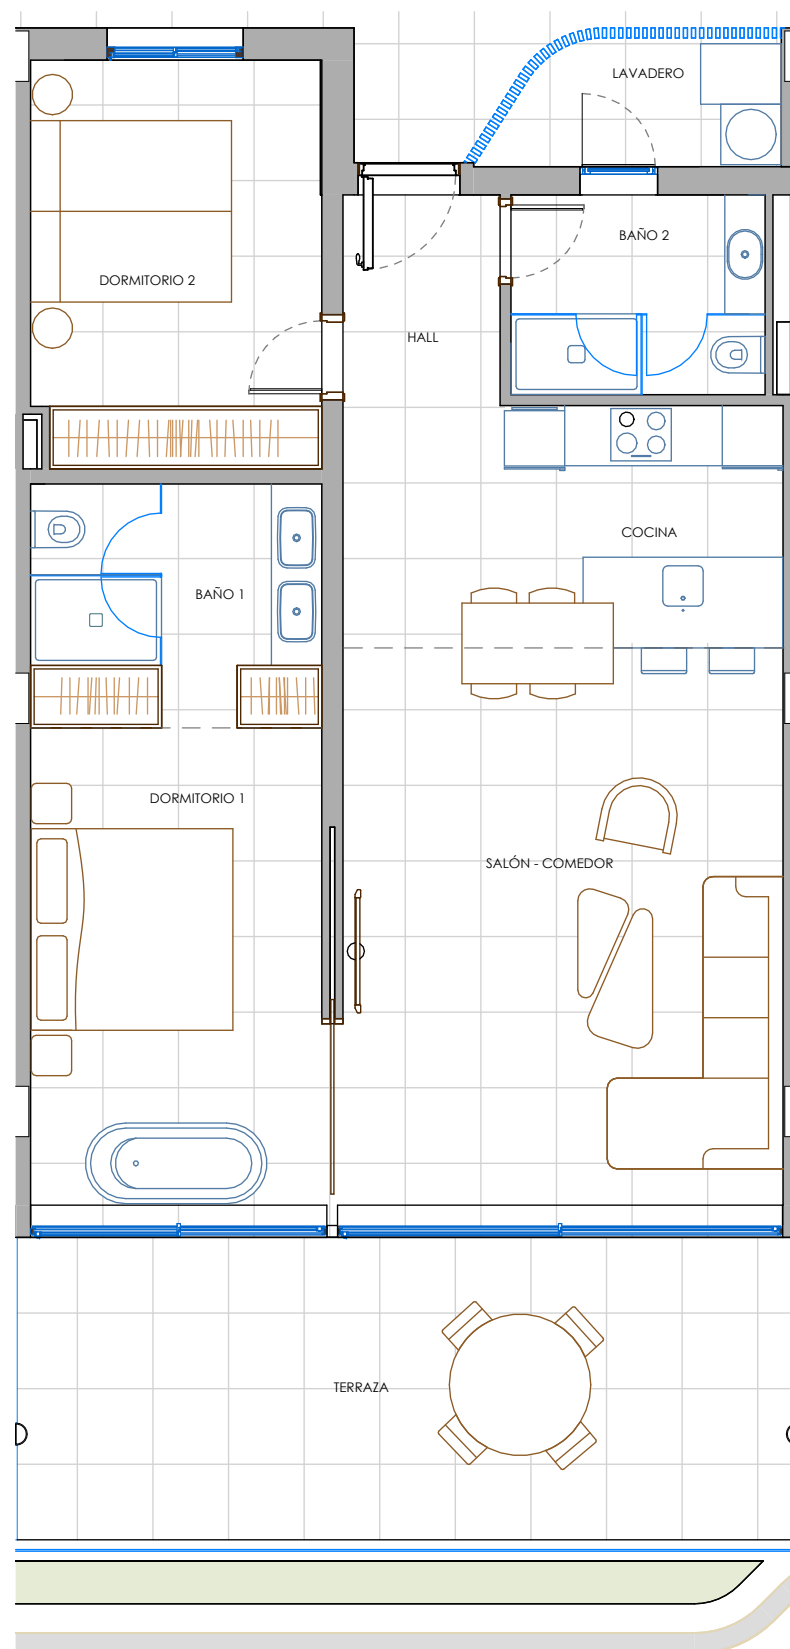 LAVADERO
BAÑO 2
DORMITORIO 2
HALL
COCINA
BAÑO 1
DORMITORIO 1
SALÓN - COMEDOR
TERRAZA